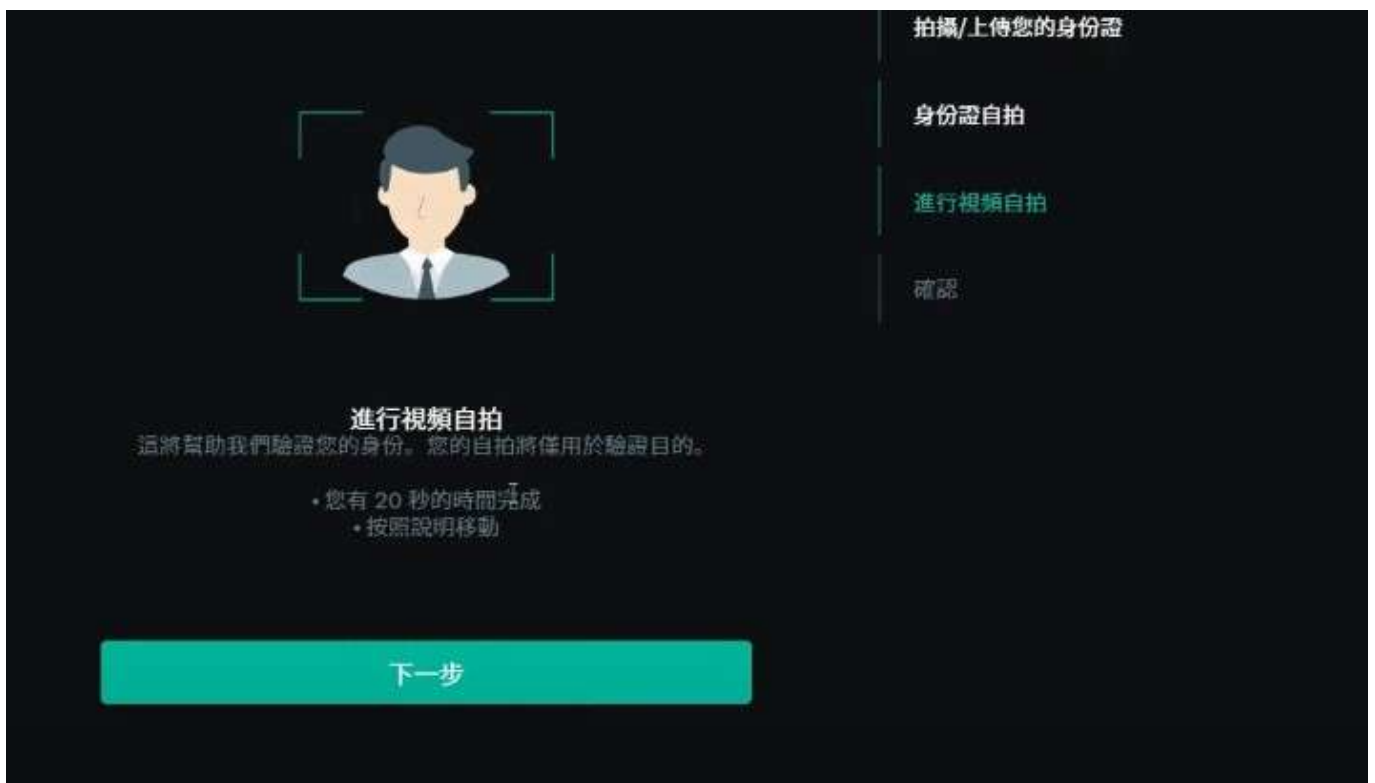 拍攝/上傳您的身份證
身份證自拍
進行視頻自拍
確認
進行視頻自拍
這將幫助我們驗證您的身份。您的自拍將僅用於驗證目的。
• 您有 20 秒的時間完成
• 按照說明移動
下一步